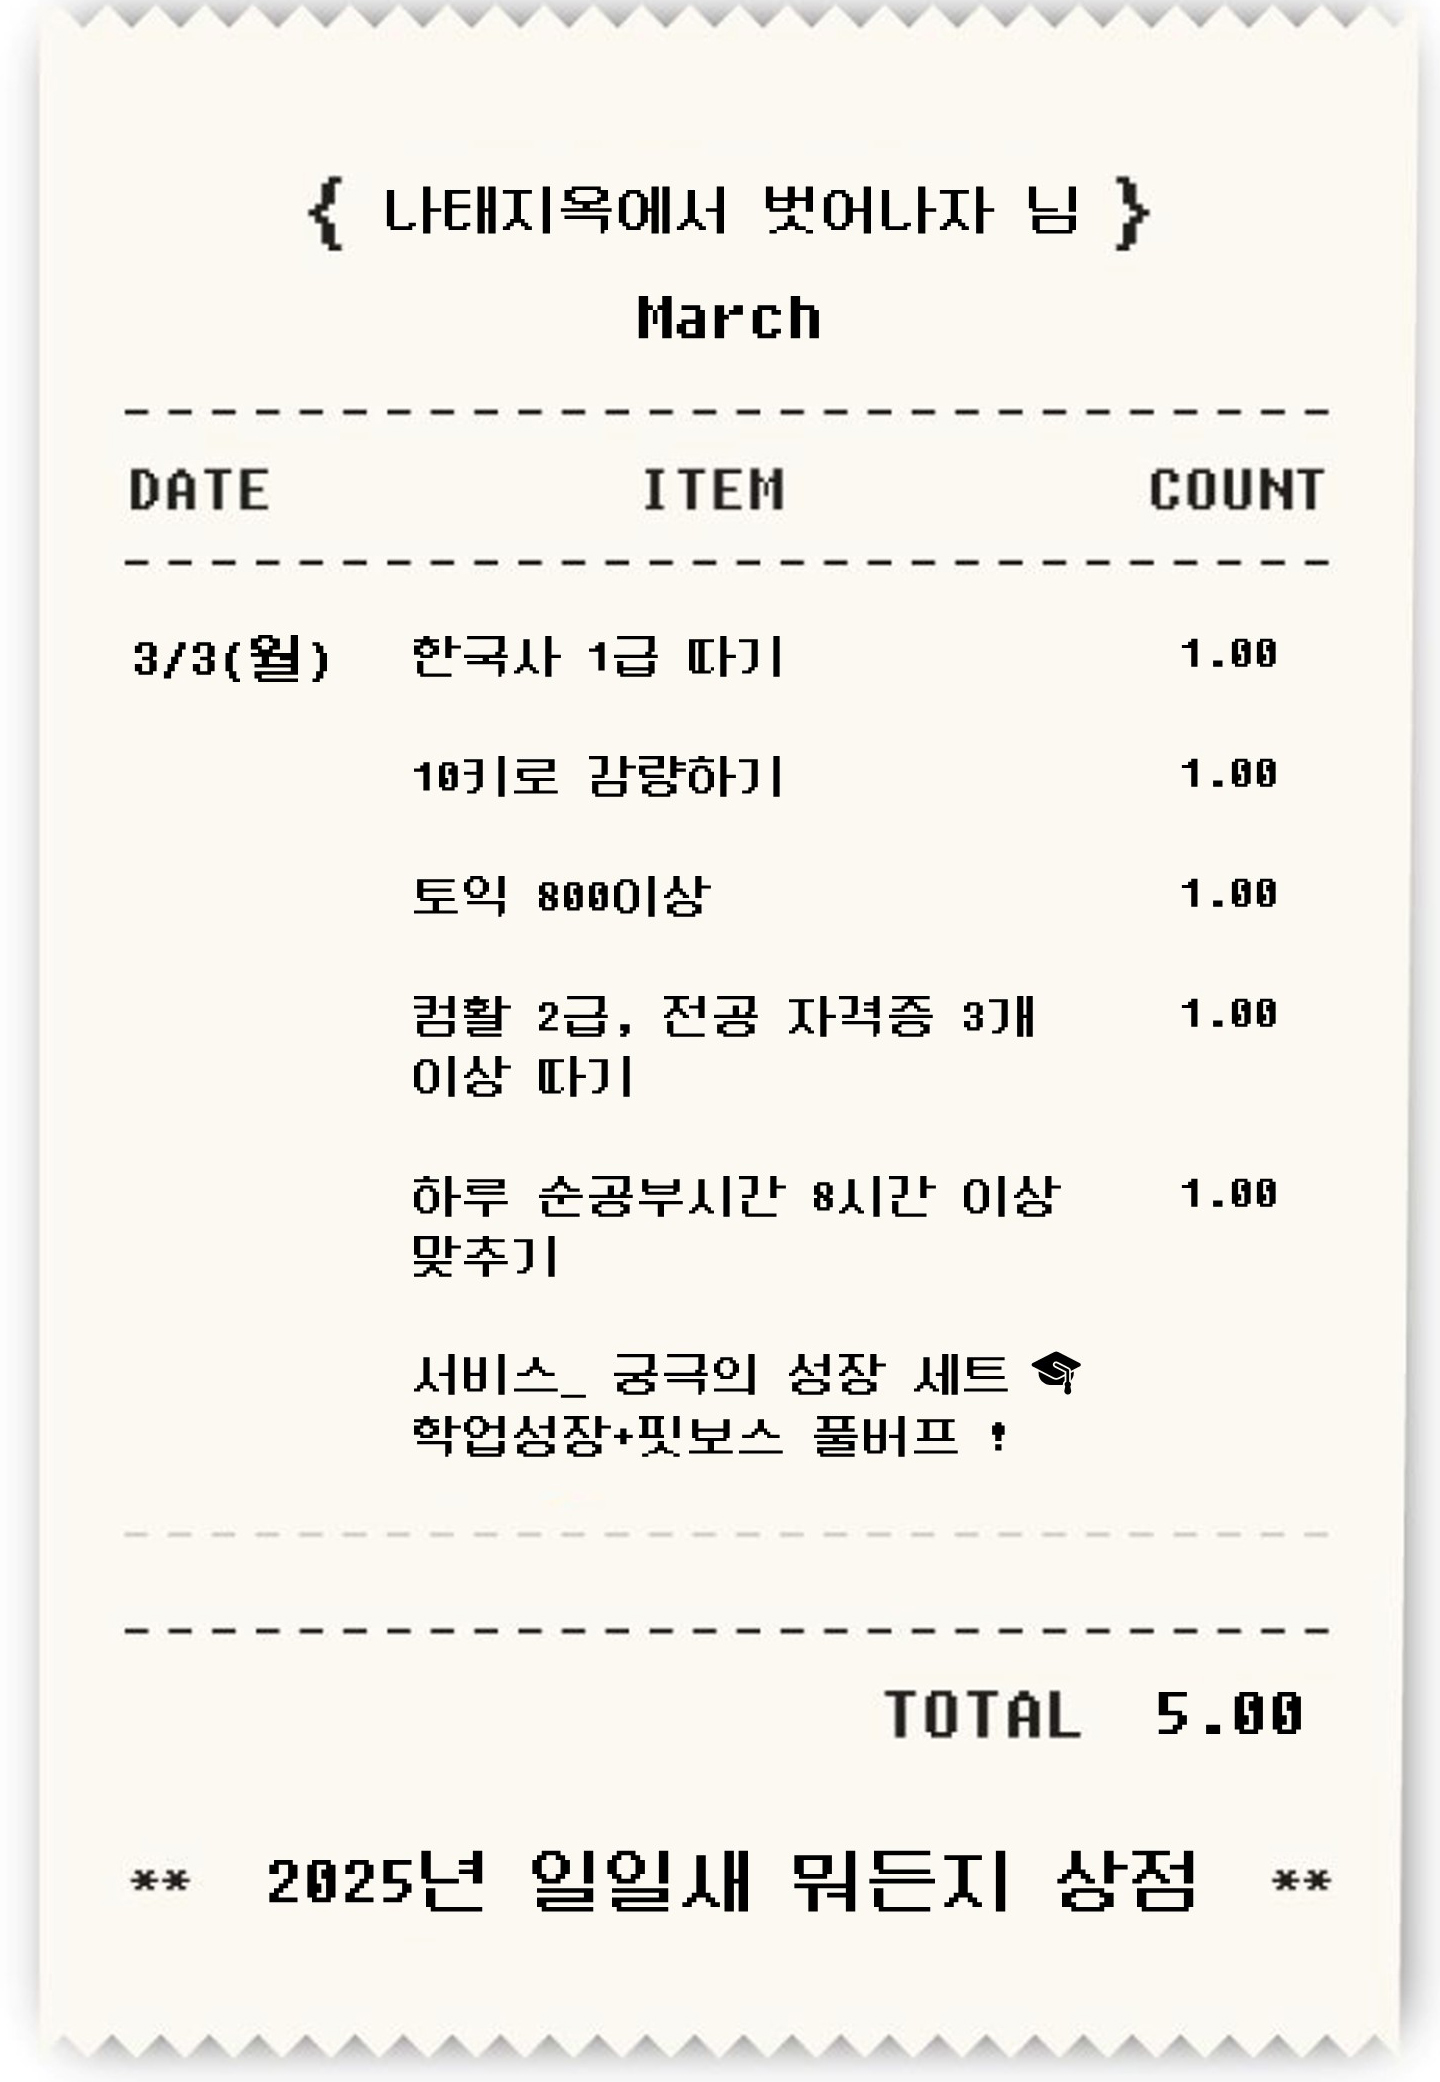 { 나태지옥에서 벗어나자 님 }
March
DATE ITEM COUNT
3/3(월) 한국사 1급 따기 1.00
10키로 감량하기 1.00
토익 800이상 1.00
컴활 2급, 전공 자격증 3개 1.00
이상 따기
하루 순공부시간 8시간 이상 1.00
맞추기
서비스_ 궁극의 성장 세트 🎓
학업성장+핏보스 풀버프 !
TOTAL 5.00
** 2025년 일일새 뭐든지 상점 **